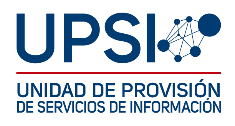 UPSI
UNIDAD DE PROVISIÓN
DE SERVICIOS DE INFORMACIÓN